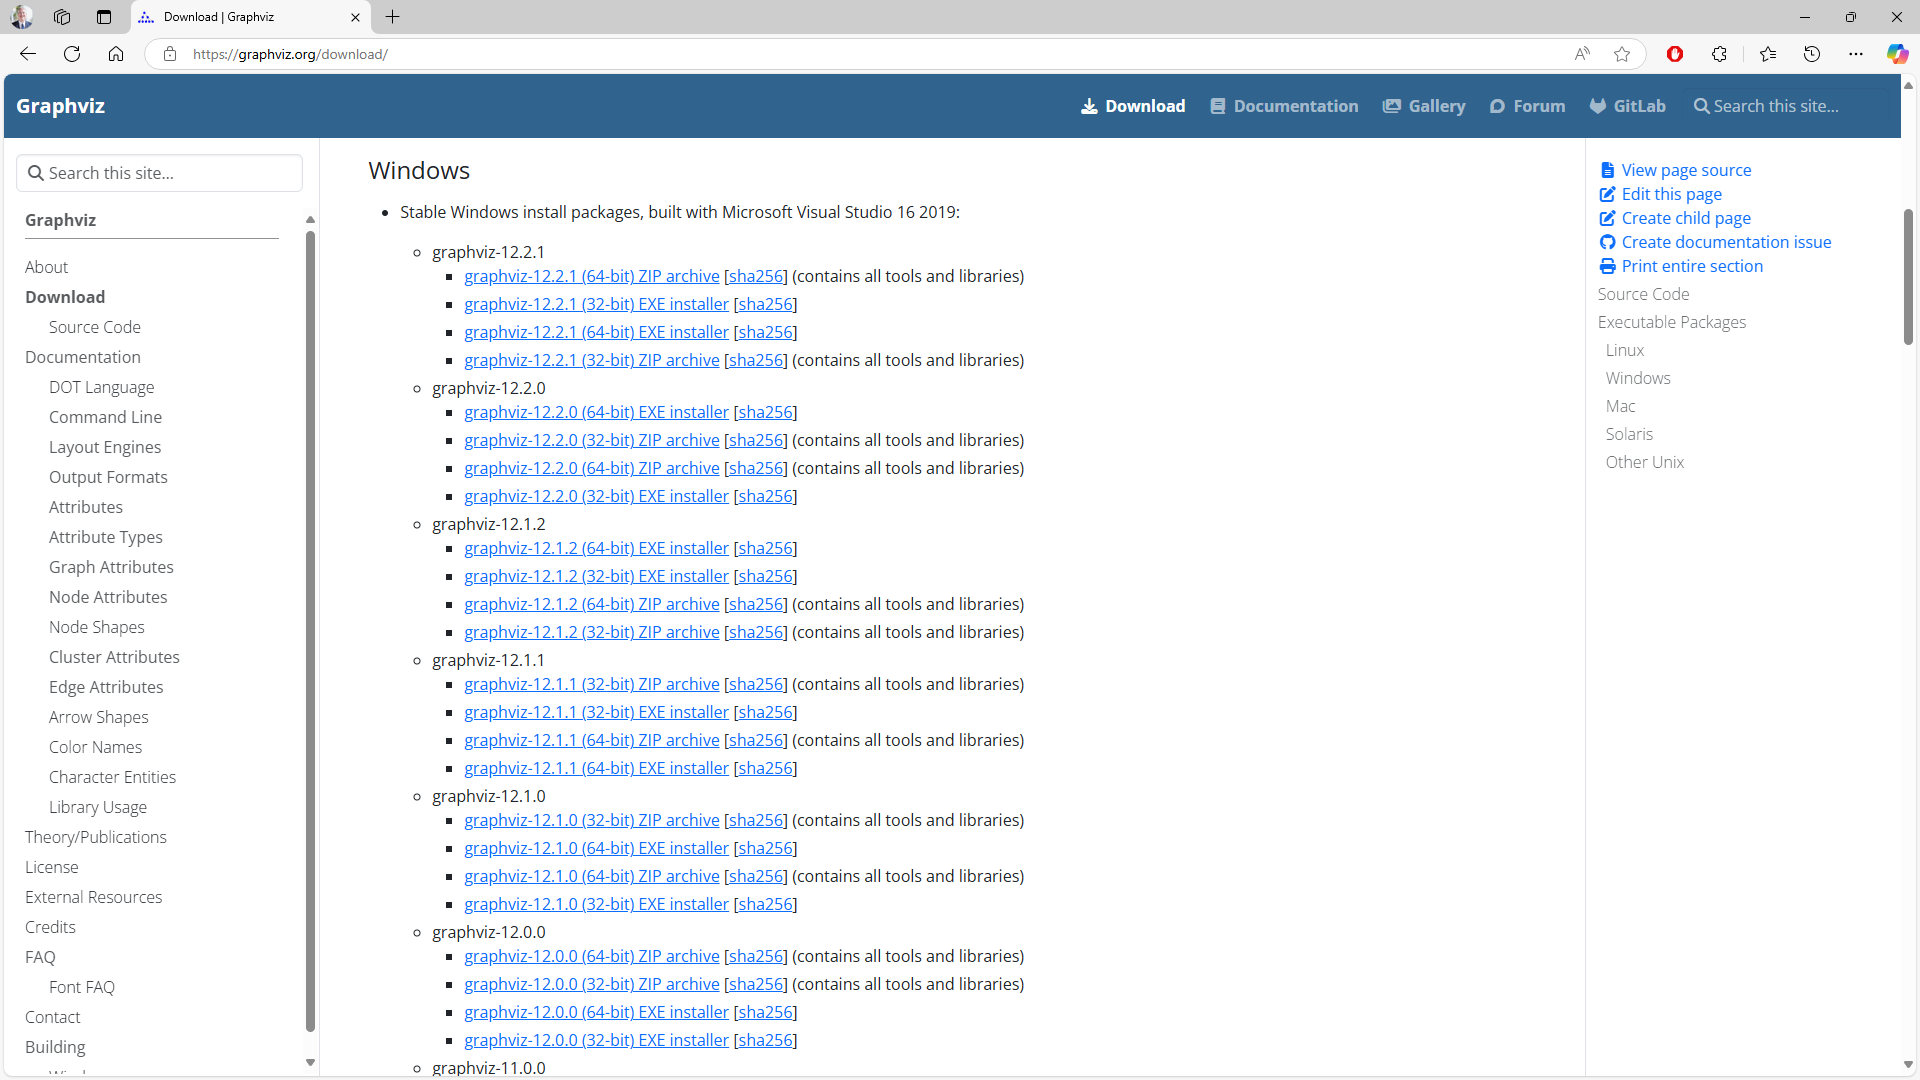 Download | Graphviz
https://graphviz.org/download/
Graphviz
Download
Documentation
Gallery
Forum
GitLab
Search this site...
Search this site...
Graphviz
About
Download
Source Code
Documentation
DOT Language
Command Line
Layout Engines
Output Formats
Attributes
Attribute Types
Graph Attributes
Node Attributes
Node Shapes
Cluster Attributes
Edge Attributes
Arrow Shapes
Color Names
Character Entities
Library Usage
Theory/Publications
License
External Resources
Credits
FAQ
Font FAQ
Contact
Building
Windows
Stable Windows install packages, built with Microsoft Visual Studio 16 2019:
graphviz-12.2.1
graphviz-12.2.1 (64-bit) ZIP archive [sha256] (contains all tools and libraries)
graphviz-12.2.1 (32-bit) EXE installer [sha256]
graphviz-12.2.1 (64-bit) EXE installer [sha256]
graphviz-12.2.1 (32-bit) ZIP archive [sha256] (contains all tools and libraries)
graphviz-12.2.0
graphviz-12.2.0 (64-bit) EXE installer [sha256]
graphviz-12.2.0 (32-bit) ZIP archive [sha256] (contains all tools and libraries)
graphviz-12.2.0 (64-bit) ZIP archive [sha256] (contains all tools and libraries)
graphviz-12.2.0 (32-bit) EXE installer [sha256]
graphviz-12.1.2
graphviz-12.1.2 (64-bit) EXE installer [sha256]
graphviz-12.1.2 (32-bit) EXE installer [sha256]
graphviz-12.1.2 (64-bit) ZIP archive [sha256] (contains all tools and libraries)
graphviz-12.1.2 (32-bit) ZIP archive [sha256] (contains all tools and libraries)
graphviz-12.1.1
graphviz-12.1.1 (32-bit) ZIP archive [sha256] (contains all tools and libraries)
graphviz-12.1.1 (32-bit) EXE installer [sha256]
graphviz-12.1.1 (64-bit) ZIP archive [sha256] (contains all tools and libraries)
graphviz-12.1.1 (64-bit) EXE installer [sha256]
graphviz-12.1.0
graphviz-12.1.0 (32-bit) ZIP archive [sha256] (contains all tools and libraries)
graphviz-12.1.0 (64-bit) EXE installer [sha256]
graphviz-12.1.0 (64-bit) ZIP archive [sha256] (contains all tools and libraries)
graphviz-12.1.0 (32-bit) EXE installer [sha256]
graphviz-12.0.0
graphviz-12.0.0 (64-bit) ZIP archive [sha256] (contains all tools and libraries)
graphviz-12.0.0 (32-bit) ZIP archive [sha256] (contains all tools and libraries)
graphviz-12.0.0 (64-bit) EXE installer [sha256]
graphviz-12.0.0 (32-bit) EXE installer [sha256]
graphviz-11.0.0
View page source
Edit this page
Create child page
Create documentation issue
Print entire section
Source Code
Executable Packages
Linux
Windows
Mac
Solaris
Other Unix